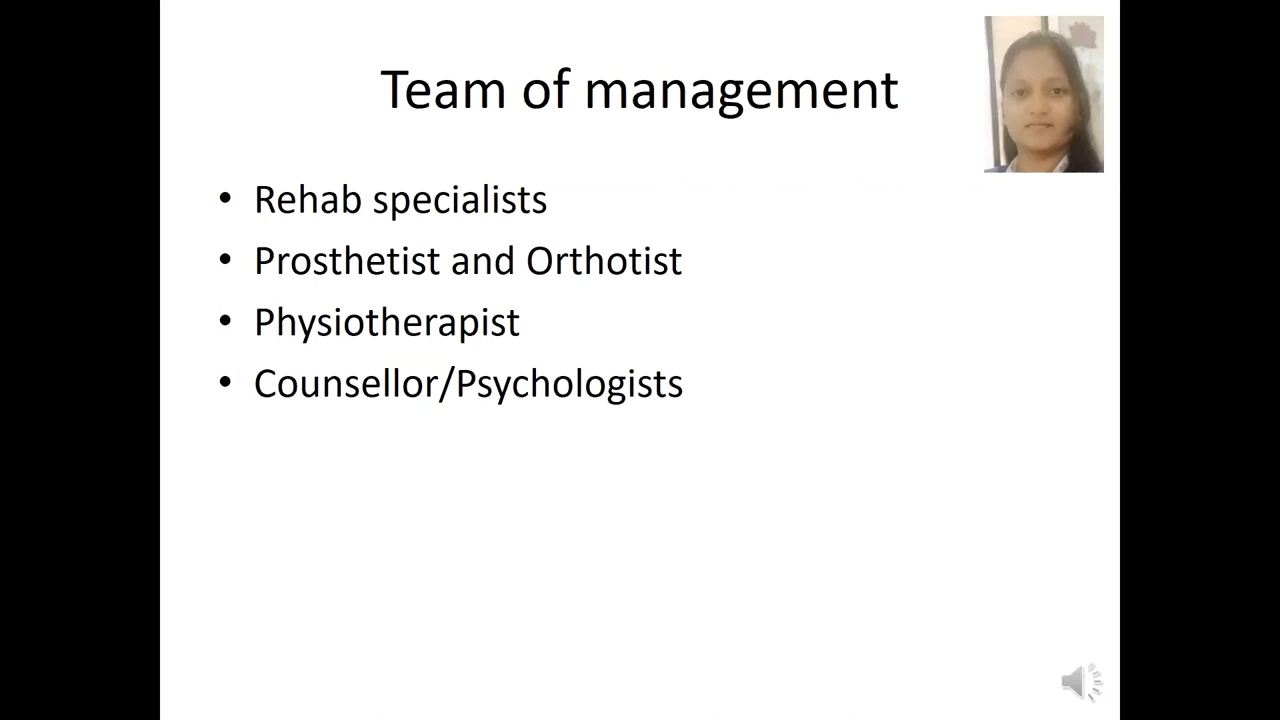 Team of management
• Rehab specialists
• Prosthetist and Orthotist
• Physiotherapist
• Counsellor/Psychologists